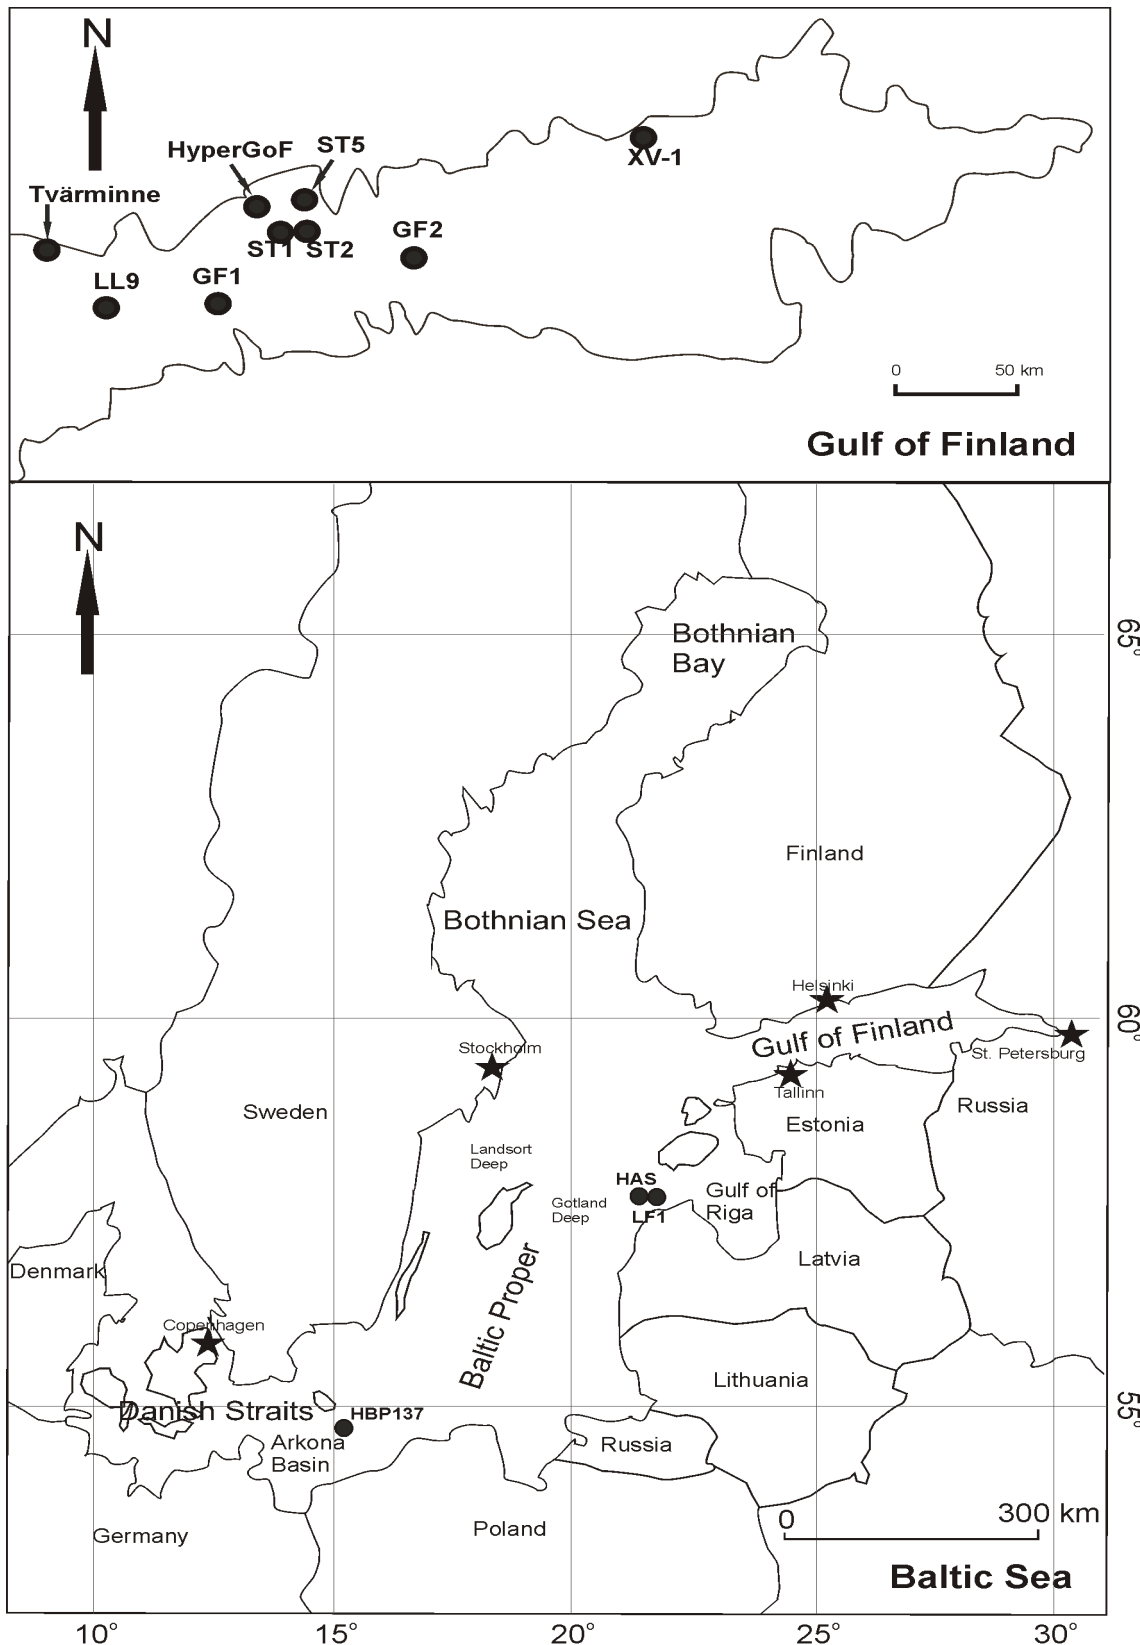 N
HyperGoF
ST5
Tvärminne
XV-1
ST1
ST2
GF2
LL9
GF1
0
50 km
Gulf of Finland
N
Bothnian
Bay
65°
Finland
Bothnian Sea
Helsinki
Gulf of Finland
60°
Stockholm
St. Petersburg
Tallinn
Sweden
Estonia
Russia
Landsort
Deep
HAS
Gotland
Deep
LF1
Gulf of
Riga
Denmark
Latvia
Baltic Proper
Copenhagen
Lithuania
Danish Straits
HBP137
55°
Arkona
Basin
Russia
Germany
Poland
0
300 km
Baltic Sea
10°
15°
20°
25°
30°